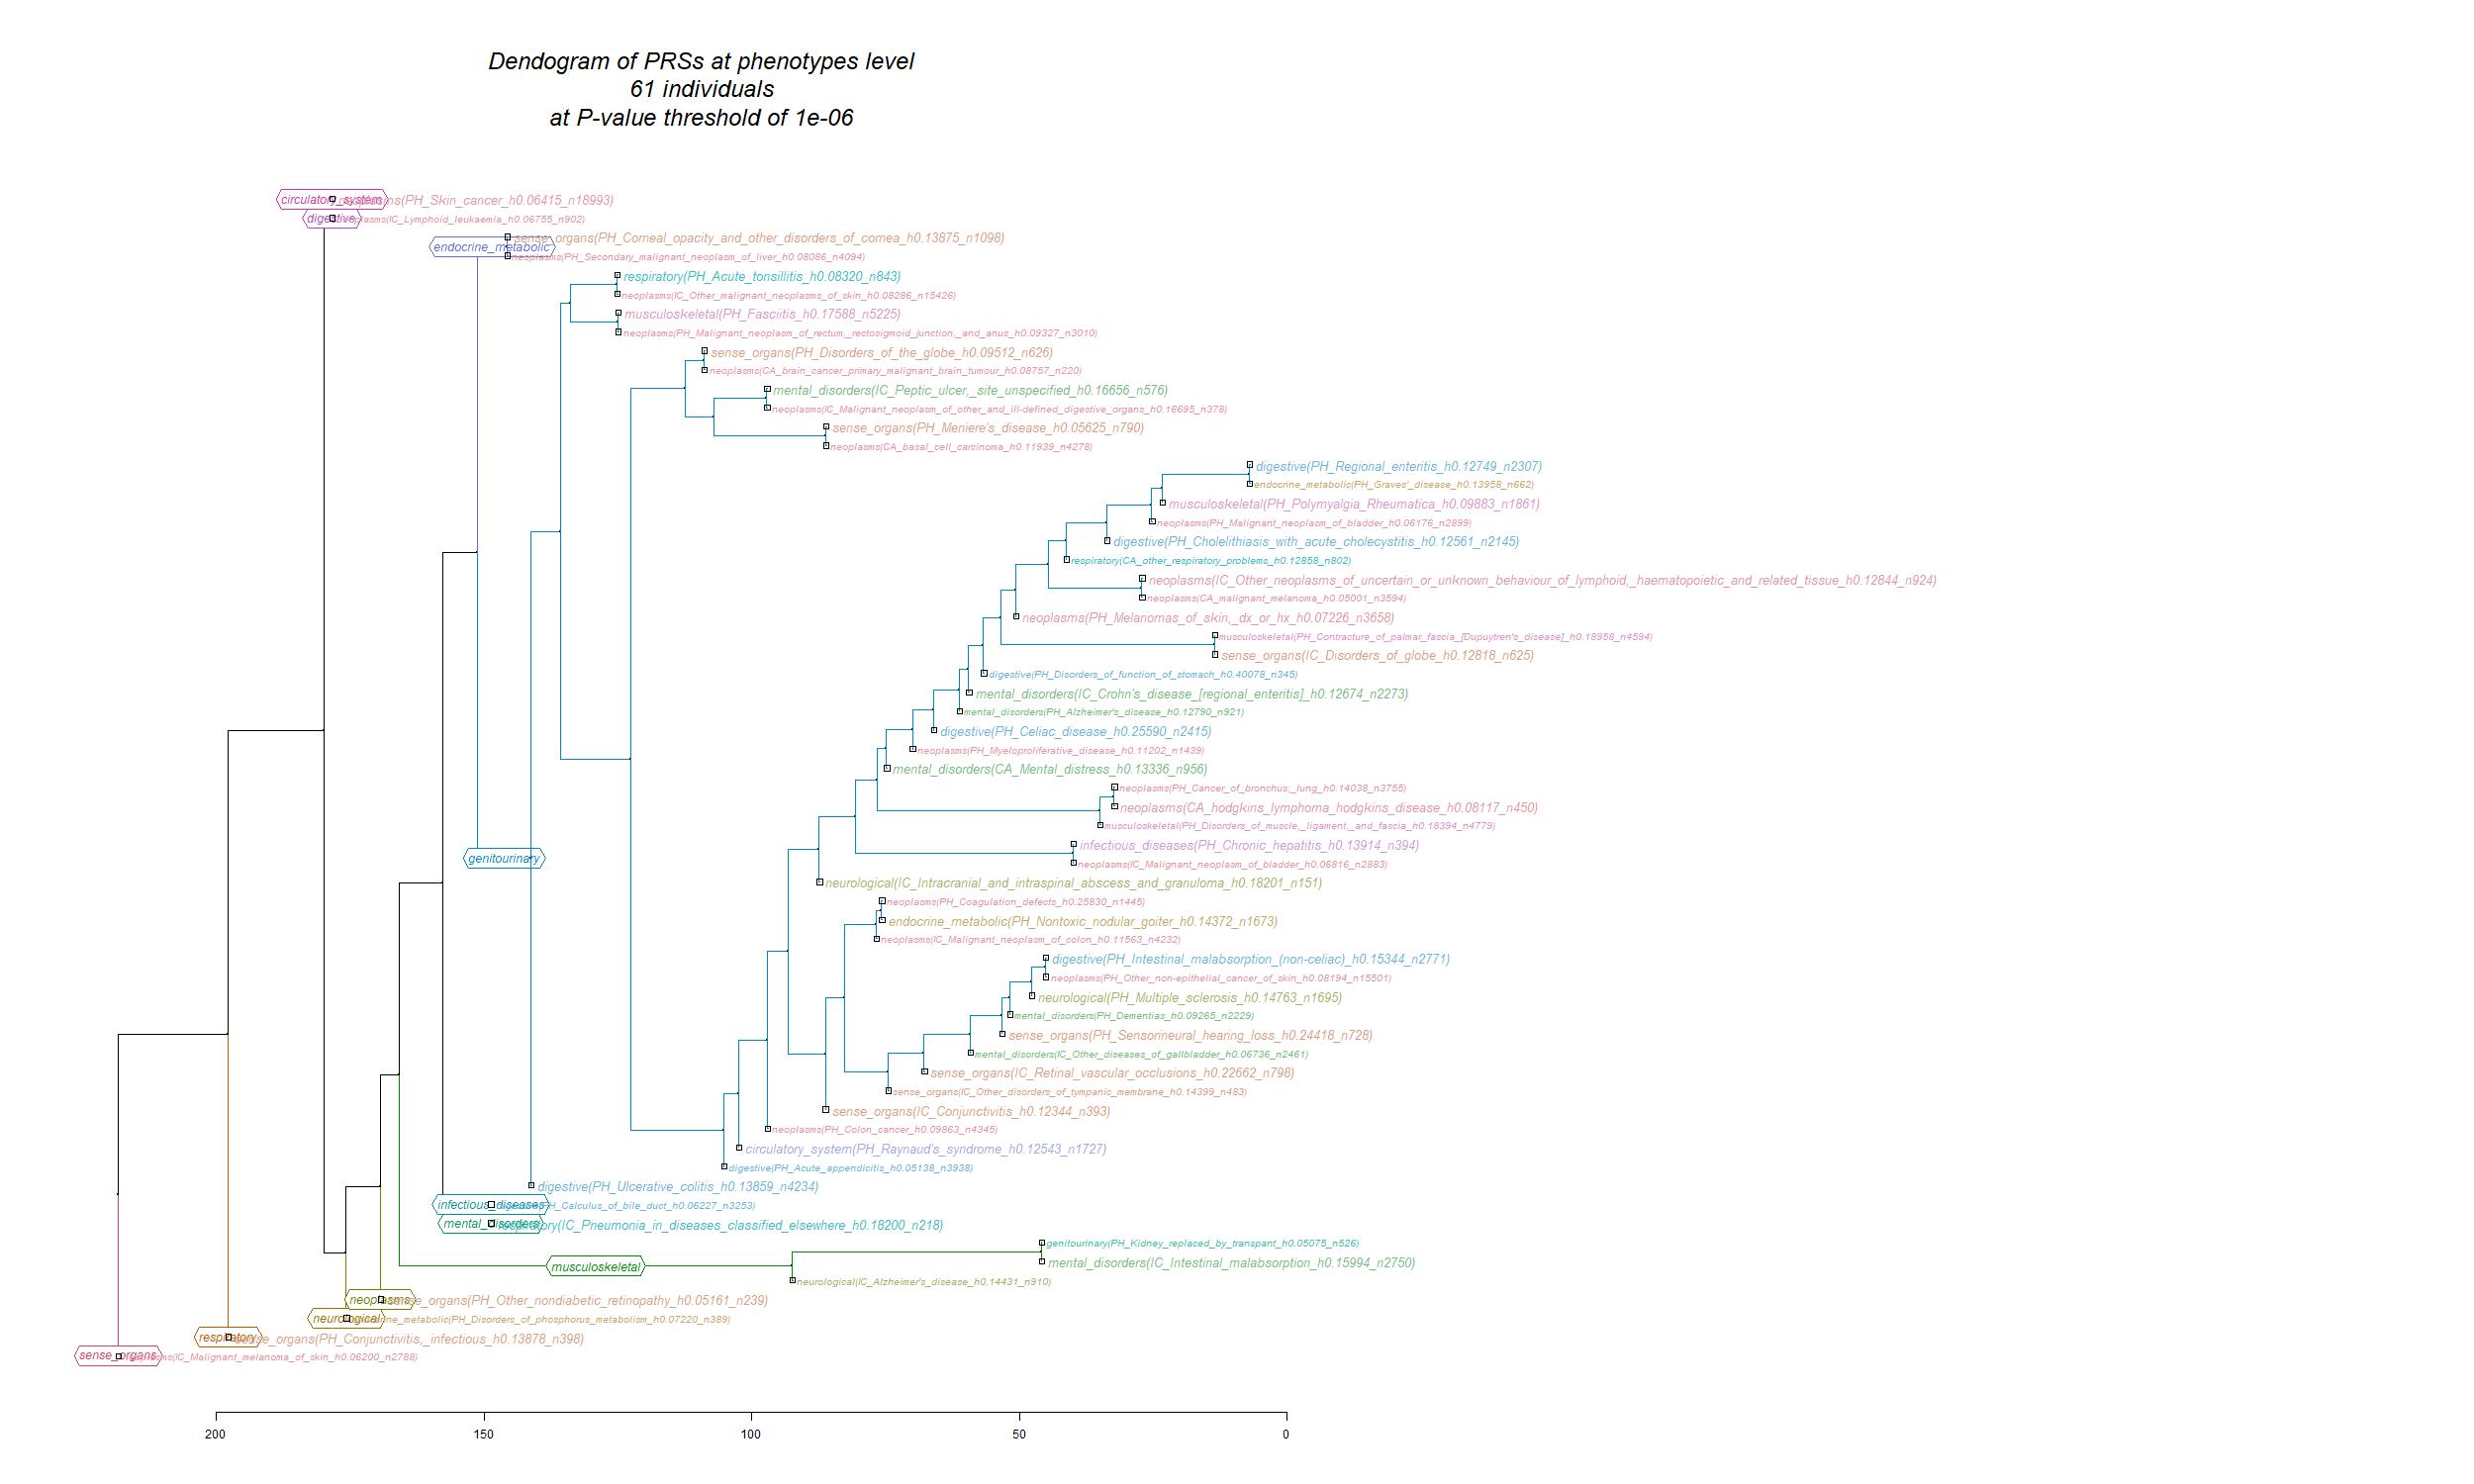 Dendogram of PRSs at phenotypes level
61 individuals
at P-value threshold of 1e-06
circulatory_system
neoplasms(PH_Skin_cancer_h0.06415_n18993)
digestive
neoplasms(IC_Lymphoid_leukaemia_h0.06755_n902)
sense_organs(PH_Corneal_opacity_and_other_disorders_of_cornea_h0.13875_n1098)
endocrine_metabolic
neoplasms(PH_Secondary_malignant_neoplasm_of_liver_h0.08086_n4094)
respiratory(PH_Acute_tonsillitis_h0.08320_n843)
neoplasms(IC_Other_malignant_neoplasms_of_skin_h0.08286_n15426)
musculoskeletal(PH_Fasciitis_h0.17588_n5225)
neoplasms(PH_Malignant_neoplasm_of_rectum,_rectosigmoid_junction,_and_anus_h0.09327_n3010)
sense_organs(PH_Disorders_of_the_globe_h0.09512_n626)
neoplasms(CA_brain_cancer_primary_malignant_brain_tumour_h0.08757_n220)
mental_disorders(IC_Peptic_ulcer,_site_unspecified_h0.16656_n576)
neoplasms(IC_Malignant_neoplasm_of_other_and_ill-defined_digestive_organs_h0.16695_n378)
sense_organs(PH_Meniere's_disease_h0.05625_n790)
neoplasms(CA_basal_cell_carcinoma_h0.11939_n4278)
digestive(PH_Regional_enteritis_h0.12749_n2307)
endocrine_metabolic(PH_Graves'_disease_h0.13958_n662)
musculoskeletal(PH_Polymyalgia_Rheumatica_h0.09883_n1861)
neoplasms(PH_Malignant_neoplasm_of_bladder_h0.06176_n2899)
digestive(PH_Cholelithiasis_with_acute_cholecystitis_h0.12561_n2145)
respiratory(CA_other_respiratory_problems_h0.12858_n802)
neoplasms(IC_Other_neoplasms_of_uncertain_or_unknown_behaviour_of_lymphoid,_haematopoietic_and_related_tissue_h0.12844_n924)
neoplasms(CA_malignant_melanoma_h0.05001_n3594)
neoplasms(PH_Melanomas_of_skin,_dx_or_hx_h0.07226_n3658)
musculoskeletal(PH_Contracture_of_palmar_fascia_[Dupuytren's_disease]_h0.18958_n4594)
sense_organs(IC_Disorders_of_globe_h0.12818_n625)
digestive(PH_Disorders_of_function_of_stomach_h0.40078_n345)
mental_disorders(IC_Crohn's_disease_[regional_enteritis]_h0.12674_n2273)
mental_disorders(PH_Alzheimer's_disease_h0.12790_n921)
digestive(PH_Celiac_disease_h0.25590_n2415)
neoplasms(PH_Myeloproliferative_disease_h0.11202_n1439)
mental_disorders(CA_Mental_distress_h0.13336_n956)
neoplasms(PH_Cancer_of_bronchus;_lung_h0.14038_n3755)
neoplasms(CA_hodgkins_lymphoma_hodgkins_disease_h0.08117_n450)
musculoskeletal(PH_Disorders_of_muscle,_ligament,_and_fascia_h0.18394_n4779)
infectious_diseases(PH_Chronic_hepatitis_h0.13914_n394)
genitourinary
neoplasms(IC_Malignant_neoplasm_of_bladder_h0.06816_n2883)
neurological(IC_Intracranial_and_intraspinal_abscess_and_granuloma_h0.18201_n151)
neoplasms(PH_Coagulation_defects_h0.25830_n1445)
endocrine_metabolic(PH_Nontoxic_nodular_goiter_h0.14372_n1673)
neoplasms(IC_Malignant_neoplasm_of_colon_h0.11563_n4232)
digestive(PH_Intestinal_malabsorption_(non-celiac)_h0.15344_n2771)
neoplasms(PH_Other_non-epithelial_cancer_of_skin_h0.08194_n15501)
neurological(PH_Multiple_sclerosis_h0.14763_n1695)
mental_disorders(PH_Dementias_h0.09265_n2229)
sense_organs(PH_Sensorineural_hearing_loss_h0.24418_n728)
mental_disorders(IC_Other_diseases_of_gallbladder_h0.06736_n2461)
sense_organs(IC_Retinal_vascular_occlusions_h0.22662_n798)
sense_organs(IC_Other_disorders_of_tympanic_membrane_h0.14399_n483)
sense_organs(IC_Conjunctivitis_h0.12344_n393)
neoplasms(PH_Colon_cancer_h0.09863_n4345)
circulatory_system(PH_Raynaud's_syndrome_h0.12543_n1727)
digestive(PH_Acute_appendicitis_h0.05138_n3938)
digestive(PH_Ulcerative_colitis_h0.13859_n4234)
infectious_diseases
digestive(PH_Calculus_of_bile_duct_h0.06227_n3253)
mental_disorders
respiratory(IC_Pneumonia_in_diseases_classified_elsewhere_h0.18200_n218)
genitourinary(PH_Kidney_replaced_by_transpant_h0.05075_n526)
musculoskeletal
mental_disorders(IC_Intestinal_malabsorption_h0.15994_n2750)
neurological(IC_Alzheimer's_disease_h0.14431_n910)
neoplasms
sense_organs(PH_Other_nondiabetic_retinopathy_h0.05161_n239)
neurological
endocrine_metabolic(PH_Disorders_of_phosphorus_metabolism_h0.07220_n389)
respiratory
sense_organs(PH_Conjunctivitis,_infectious_h0.13878_n398)
sense_organs
neoplasms(IC_Malignant_melanoma_of_skin_h0.06200_n2788)
200 150 100 50 0